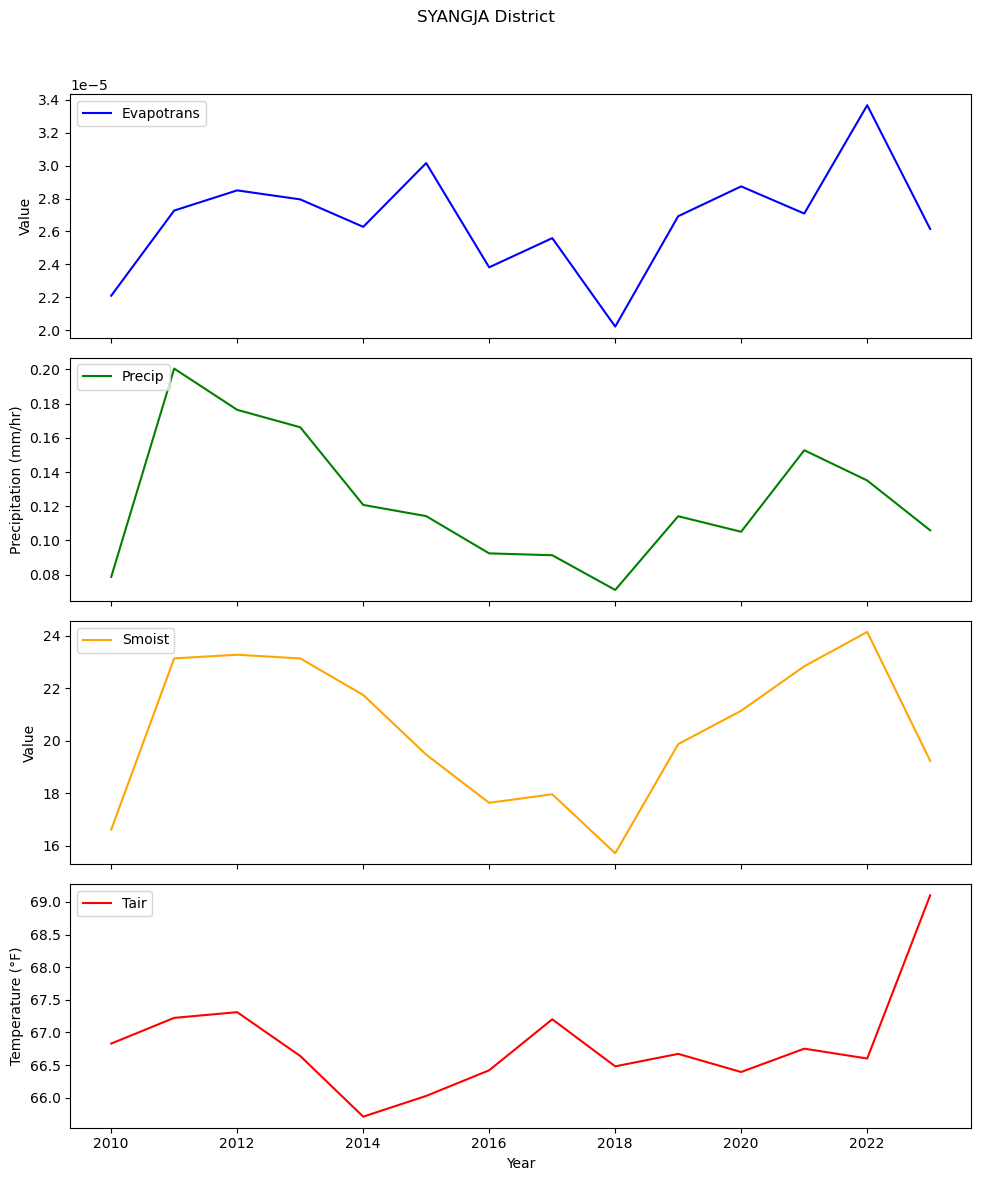 SYANGJA District
1e−5
Evapotrans
3.4
3.2
3.0
2.8
2.6
2.4
2.2
2.0
Value
Precip
0.20
0.18
0.16
0.14
0.12
0.10
0.08
Precipitation (mm/hr)
Smoist
24
22
20
18
16
Value
Tair
69.0
68.5
68.0
67.5
67.0
66.5
66.0
Temperature (°F)
2010 2012 2014 2016 2018 2020 2022
Year